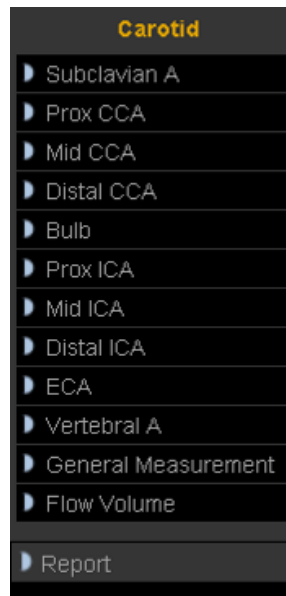 Carotid
Subclavian A
Prox CCA
Mid CCA
Distal CCA
Bulb
Prox ICA
Mid ICA
Distal ICA
ECA
Vertebral A
General Measurement
Flow Volume
Report